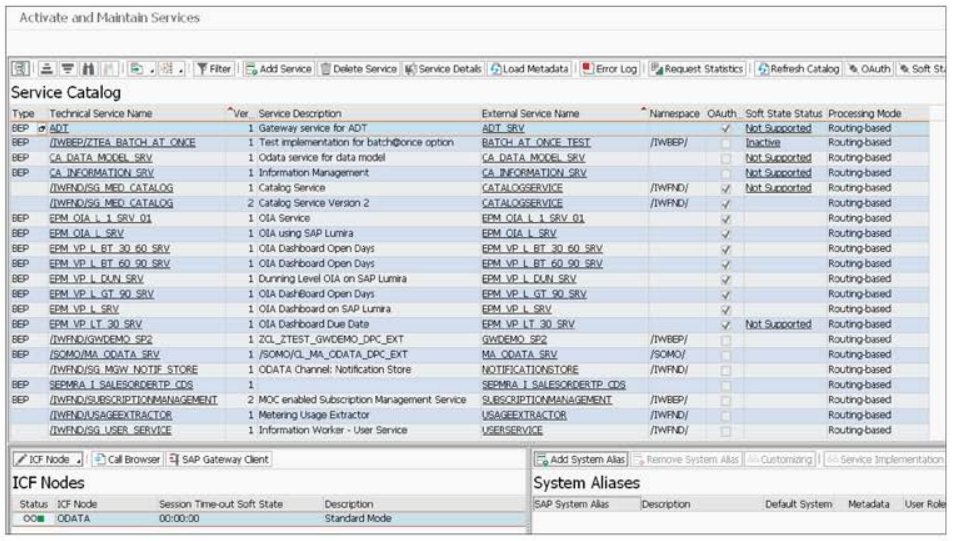 Activate and Maintain Services
Filter Add Service Delete Service Service Details Load Metadata Error Log Request Statistics Refresh Catalog OAuth Soft St
Service Catalog
Type Technical Service Name Ver. Service Description External Service Name Namespace OAuth Soft State Status Processing Mode
BEP ADT 1 Gateway service for ADT ADT_SRV Not Supported Routing-based
BEP /IWBEP/ZTEA_BATCH_AT_ONCE 1 Test implementation for batch@once option BATCH_AT_ONCE_TEST /IWBEP/ Inactive Routing-based
BEP CA_DATA_MODEL_SRV 1 Odata service for data model CA_DATA_MODEL_SRV Not Supported Routing-based
BEP CA_INFORMATION_SRV 1 Information Management CA_INFORMATION_SRV Not Supported Routing-based
/IWFND/SG_MED_CATALOG 1 Catalog Service CATALOGSERVICE /IWFND/ Not Supported Routing-based
/IWFND/SG_MED_CATALOG 2 Catalog Service Version 2 CATALOGSERVICE /IWFND/ Routing-based
BEP EPM_OIA_L_1_SRV_01 1 OIA Service EPM_OIA_L_1_SRV_01 Routing-based
BEP EPM_OIA_L_SRV 1 OIA using SAP Lumira EPM_OIA_L_SRV Routing-based
BEP EPM_VP_L_BT_30_60_SRV 1 OIA Dashboard Open Days EPM_VP_L_BT_30_60_SRV Routing-based
BEP EPM_VP_L_BT_60_90_SRV 1 OIA Dashboard Open Days EPM_VP_L_BT_60_90_SRV Routing-based
BEP EPM_VP_L_DUN_SRV 1 Dunning Level OIA on SAP Lumira EPM_VP_L_DUN_SRV Routing-based
BEP EPM_VP_L_GT_90_SRV 1 OIA DashBoard Open Days EPM_VP_L_GT_90_SRV Routing-based
BEP EPM_VP_L_SRV 1 OIA Dashboard on SAP Lumira EPM_VP_L_SRV Routing-based
BEP EPM_VP_LT_30_SRV 1 OIA Dashboard Due Date EPM_VP_LT_30_SRV Not Supported Routing-based
BEP /IWFND/GWDEMO_SP2 1 ZCL_ZTEST_GWDEMO_DPC_EXT GWDEMO_SP2 /IWBEP/ Routing-based
BEP /SOMO/MA_ODATA_SRV 1 /SOMO/CL_MA_ODATA_DPC_EXT MA_ODATA_SRV /SOMO/ Routing-based
/IWFND/SG_MGW_NOTIF_STORE 1 ODATA Channel: Notification Store NOTIFICATIONSTORE /IWFND/ Routing-based
BEP SEPMRA_I_SALESORDERTP_CDS 1 SEPMRA_I_SALESORDERTP_CDS Routing-based
BEP /IWFND/SUBSCRIPTIONMANAGEMENT 2 MOC enabled Subscription Management Service SUBSCRIPTIONMANAGEMENT /IWBEP/ Routing-based
/IWFND/USAGEEXTRACTOR 1 Metering Usage Extractor USAGEEXTRACTOR /IWFND/ Routing-based
/IWFND/SG_USER_SERVICE 1 Information Worker - User Service USERSERVICE /IWFND/ Routing-based
ICF Node Call Browser SAP Gateway Client Add System Alias Remove System Alias Customizing Service Implementation
ICF Nodes System Aliases
Status ICF Node Session Time-out Soft State Description SAP System Alias Description Default System Metadata User Role
ODATA 00:00:00 Standard Mode